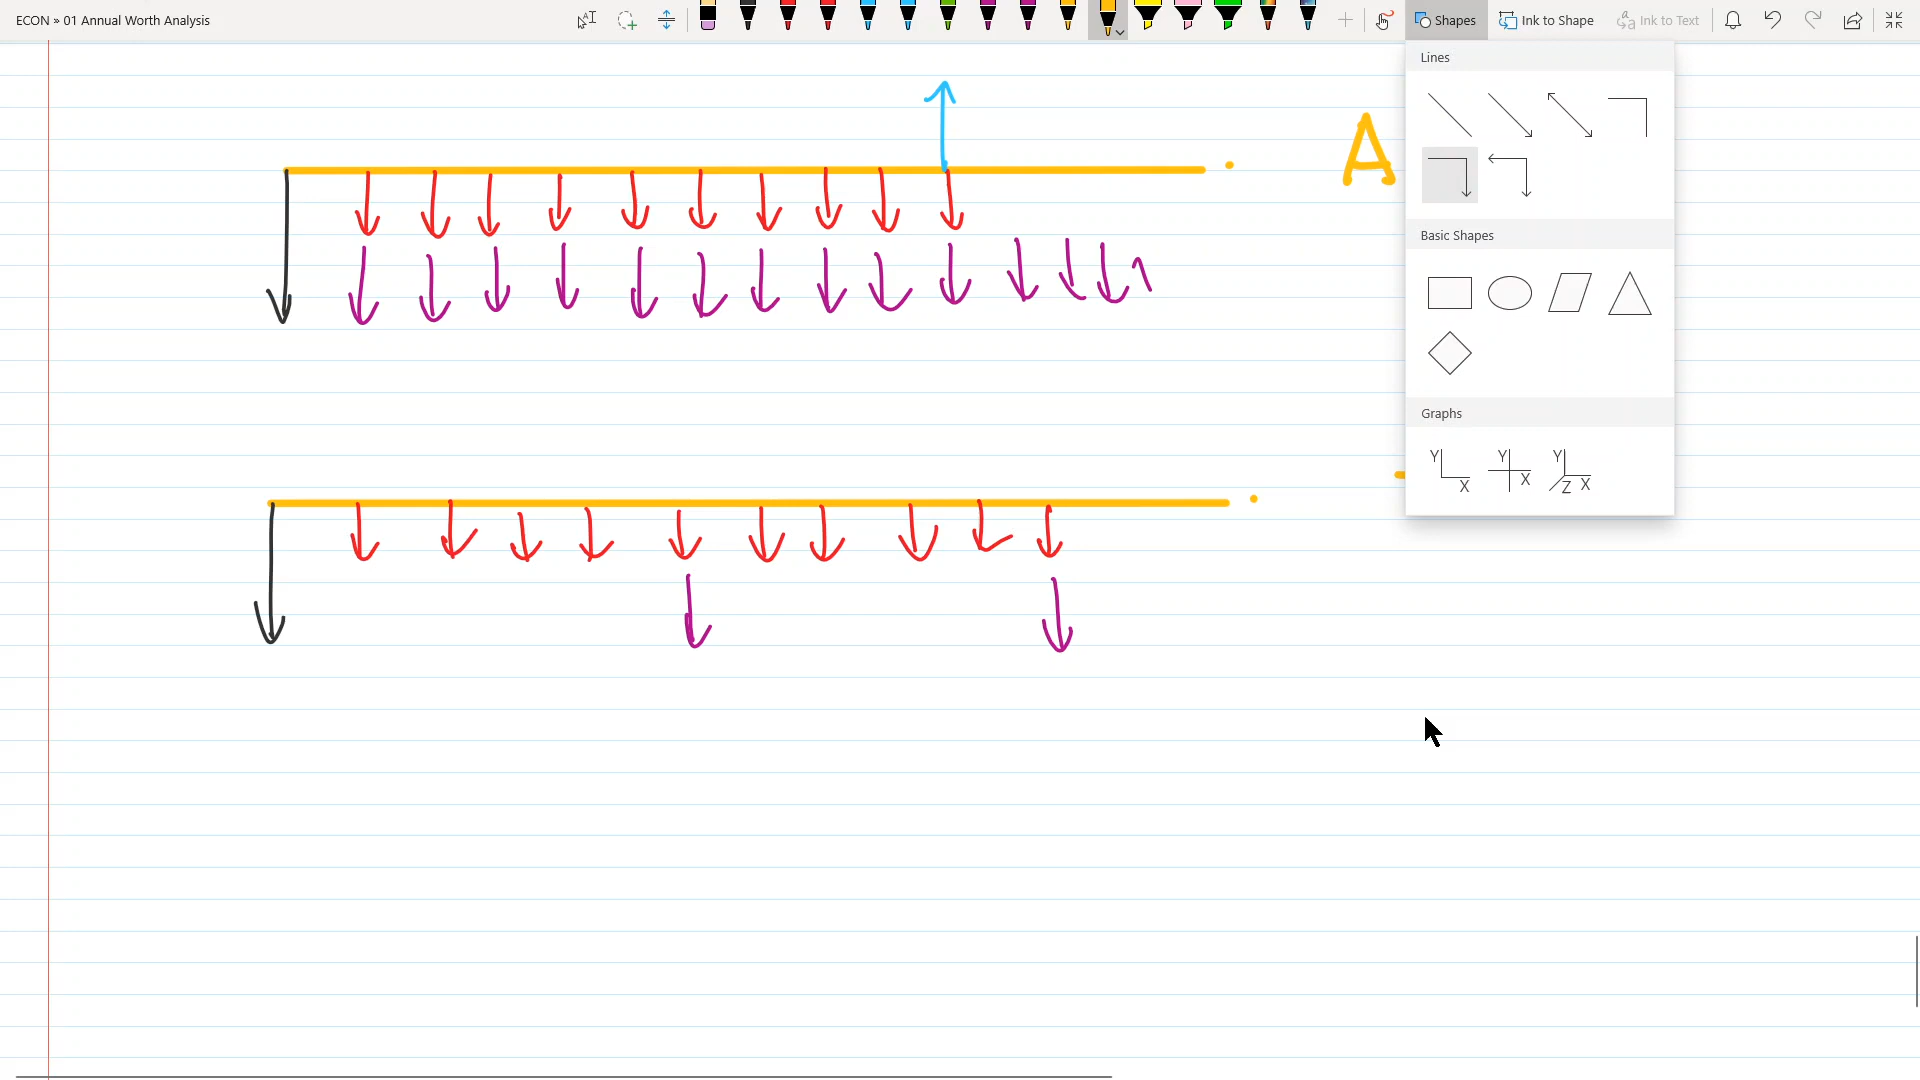 ECON » 01 Annual Worth Analysis
Shapes
Ink to Shape
Ink to Text
Lines
A
Basic Shapes
Graphs
Y
X
Y
X
Y
Z
X